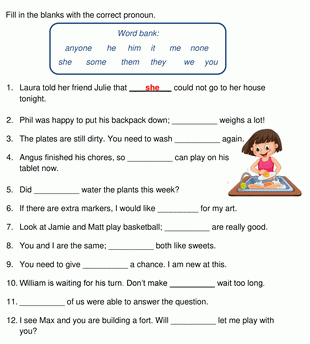 Fill in the blanks with the correct pronoun.
Word bank:
anyone he him it me none
she some them they we you
1. Laura told her friend Julie that ___she___ could not go to her house
tonight.
2. Phil was happy to put his backpack down; __________ weighs a lot!
3. The plates are still dirty. You need to wash __________ again.
4. Angus finished his chores, so __________ can play on his
tablet now.
5. Did __________ water the plants this week?
6. If there are extra markers, I would like _________ for my art.
7. Look at Jamie and Matt play basketball; __________ are really good.
8. You and I are the same; __________ both like sweets.
9. You need to give __________ a chance. I am new at this.
10. William is waiting for his turn. Don't make __________ wait too long.
11. __________ of us were able to answer the question.
12. I see Max and you are building a fort. Will __________ let me play with
you?